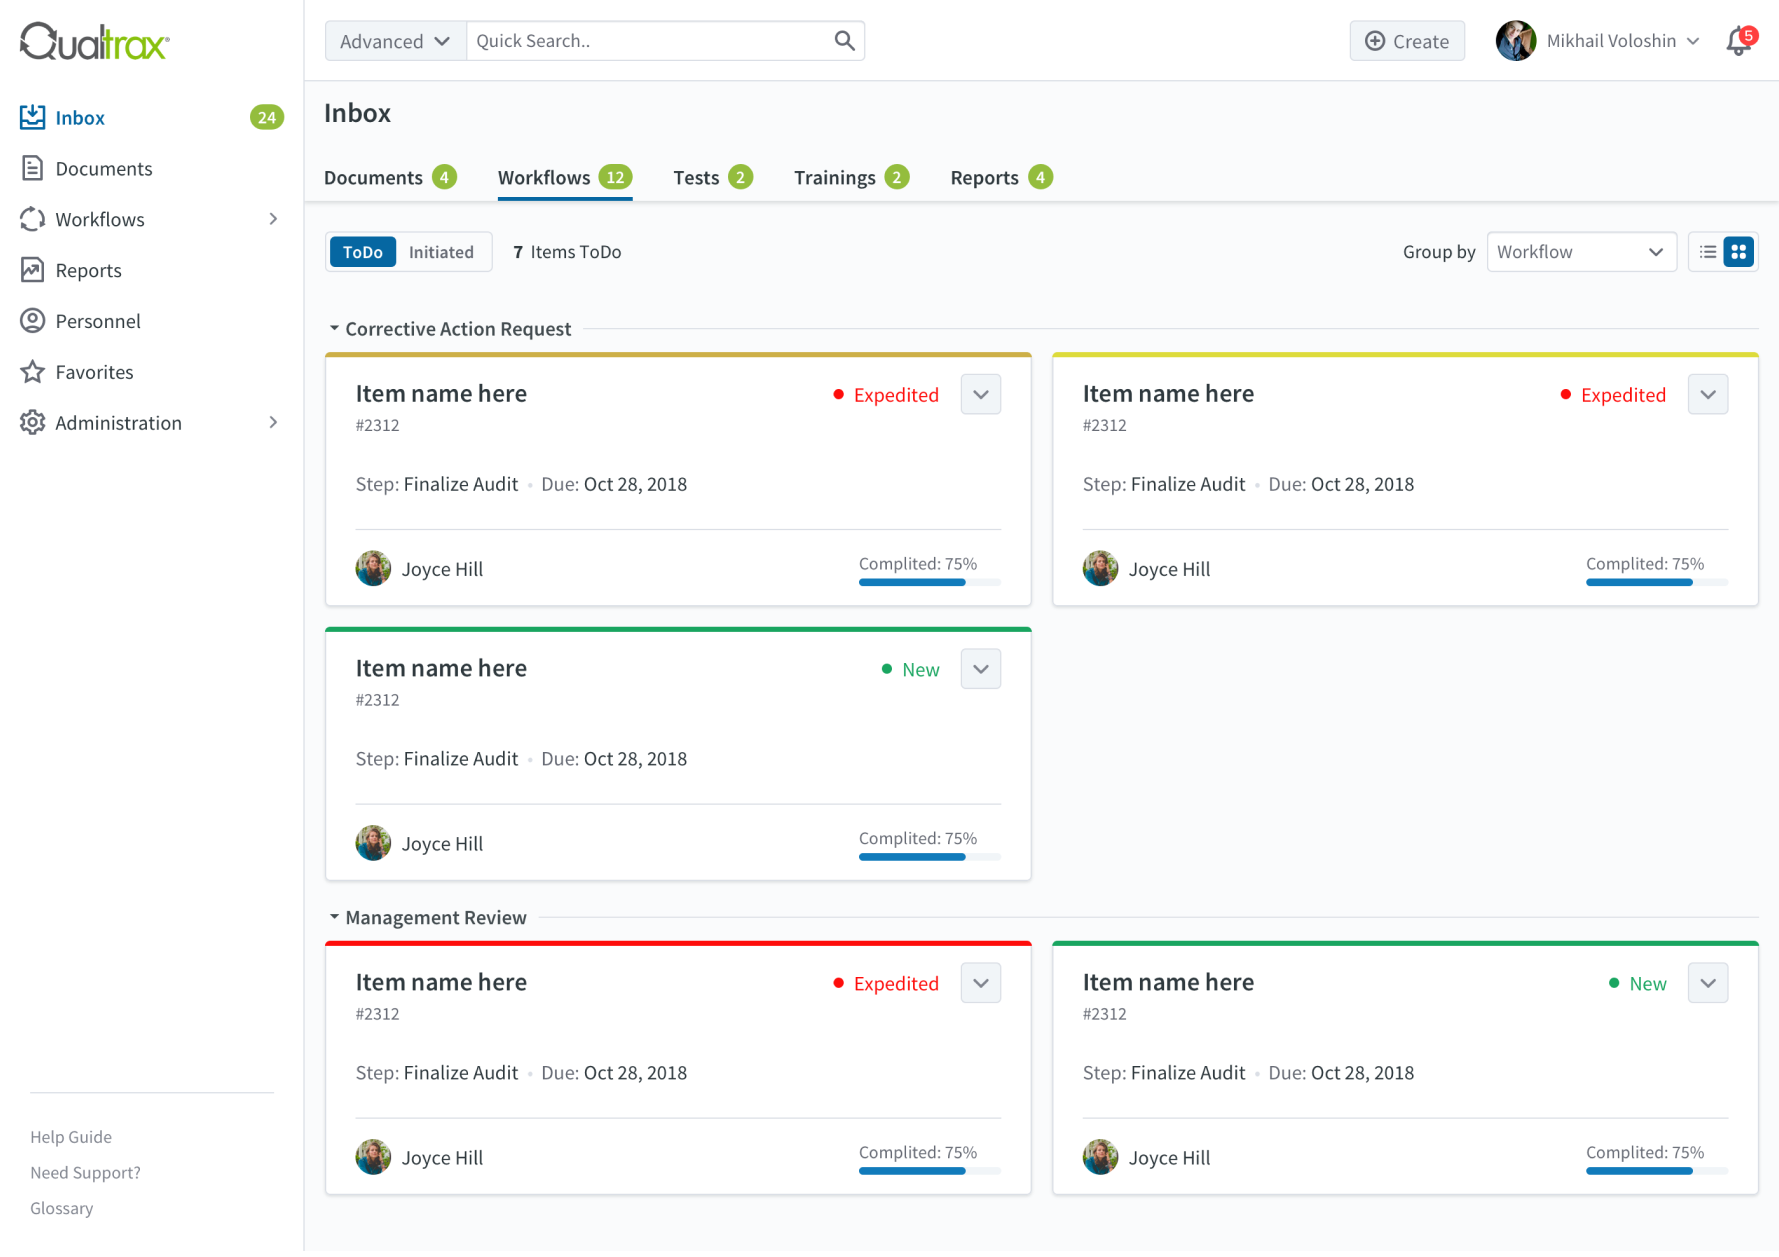 Qualtrax
Advanced
Quick Search..
Create
Mikhail Voloshin
5
Inbox
24
Documents
Workflows
Reports
Personnel
Favorites
Administration
Help Guide
Need Support?
Glossary
Inbox
Documents 4
Workflows 12
Tests 2
Trainings 2
Reports 4
ToDo Initiated 7 Items ToDo
Group by Workflow
Corrective Action Request
Item name here
Expedited
#2312
Step: Finalize Audit • Due: Oct 28, 2018
Joyce Hill
Complited: 75%
Item name here
Expedited
#2312
Step: Finalize Audit • Due: Oct 28, 2018
Joyce Hill
Complited: 75%
Item name here
New
#2312
Step: Finalize Audit • Due: Oct 28, 2018
Joyce Hill
Complited: 75%
Management Review
Item name here
Expedited
#2312
Step: Finalize Audit • Due: Oct 28, 2018
Joyce Hill
Complited: 75%
Item name here
New
#2312
Step: Finalize Audit • Due: Oct 28, 2018
Joyce Hill
Complited: 75%